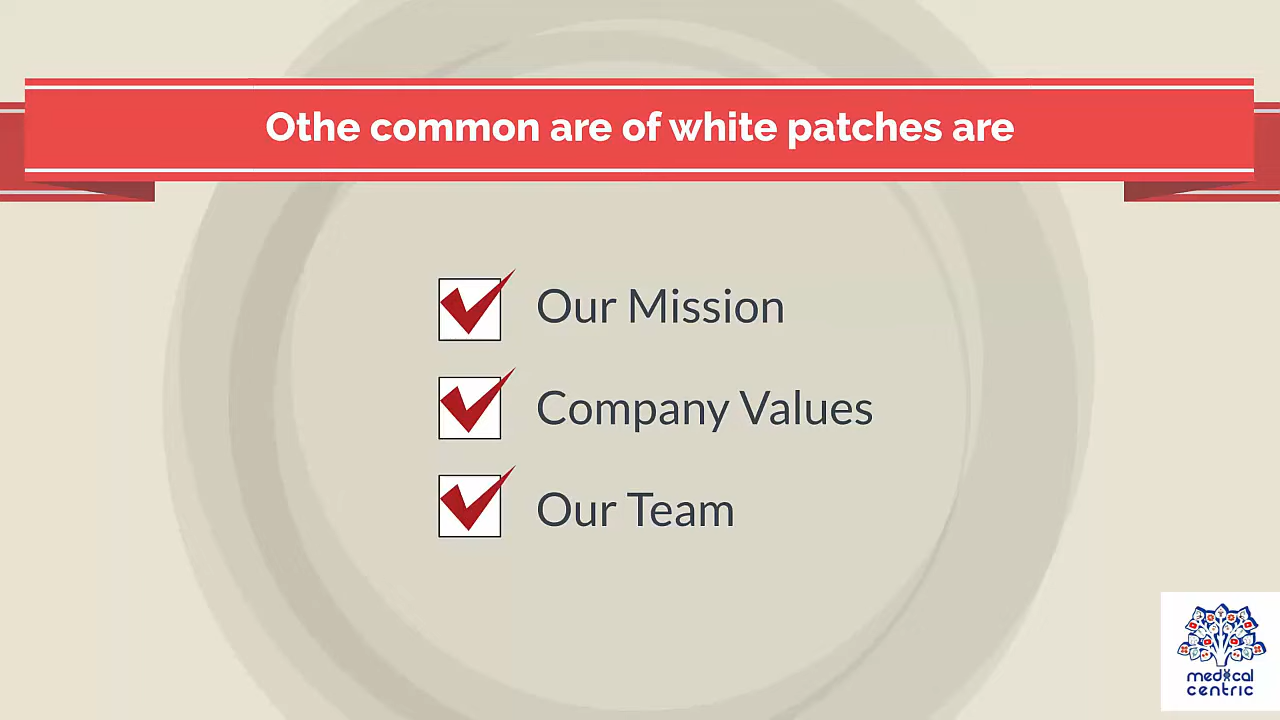 Othe common are of white patches are
Our Mission
Company Values
Our Team
medical
centric